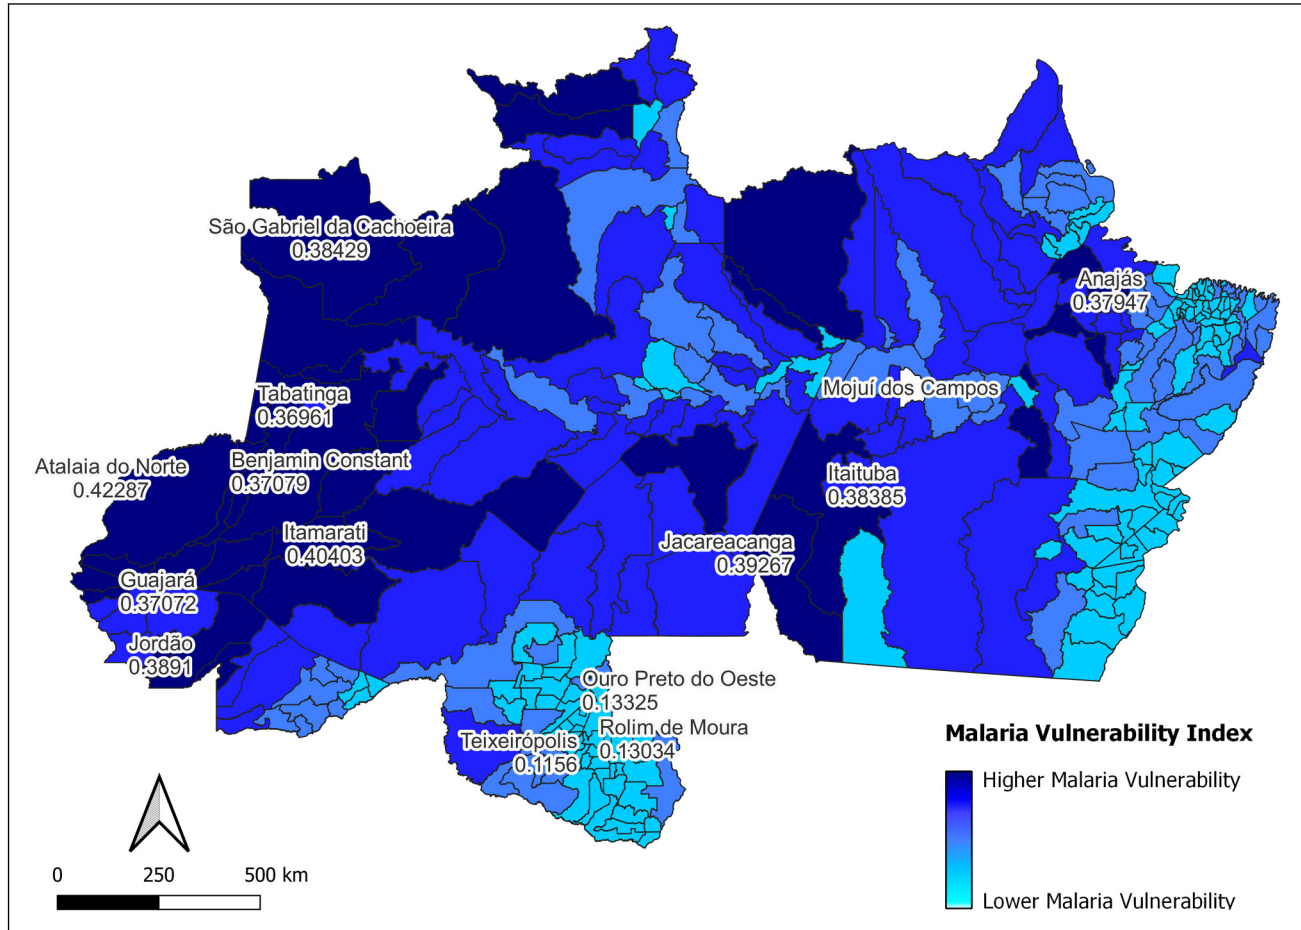 São Gabriel da Cachoeira
0.38429
Anajás
0.37947
Tabatinga
0.36961
Mojuí dos Campos
Atalaia do Norte
0.42287
Benjamin Constant
0.37079
Itaituba
0.38385
Itamarati
0.40403
Jacareacanga
0.39267
Guajará
0.37072
Jordão
0.3891
Ouro Preto do Oeste
0.13325
Rolim de Moura
0.13034
Teixeirópolis
0.1156
Malaria Vulnerability Index
Higher Malaria Vulnerability
Lower Malaria Vulnerability
0 250 500 km